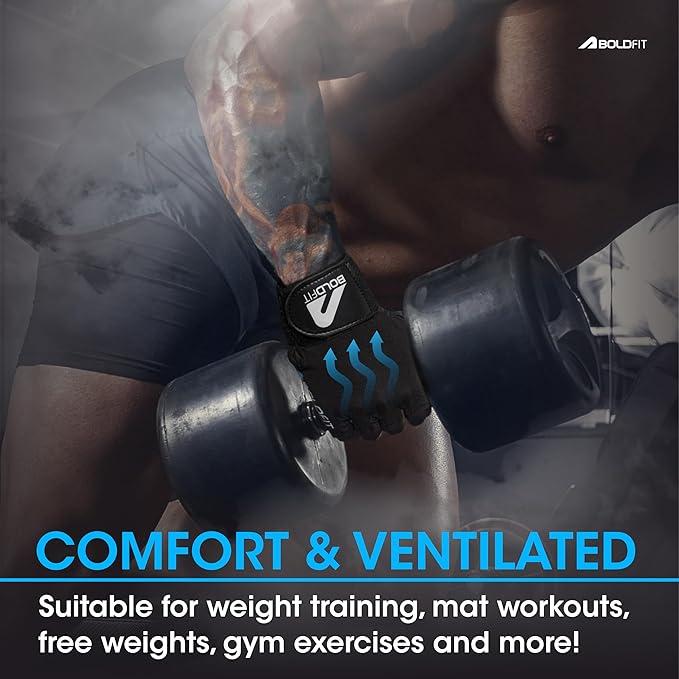 BOLDFIT
BOLDFIT
COMFORT & VENTILATED
Suitable for weight training, mat workouts,
free weights, gym exercises and more!